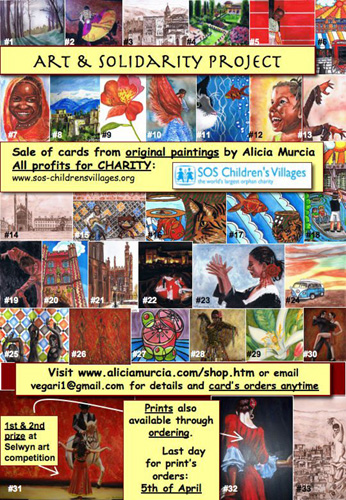 #1 #2 #3 #4 #5 #6
ART & SOLIDARITY PROJECT
#7 #8 #9 #10 #11 #12 #13
Sale of cards from original paintings by Alicia Murcia
All profits for CHARITY:
www.sos-childrensvillages.org
SOS Children's Villages
the world's largest orphan charity
#14 #15 #16 #17 #18
#19 #20 #21 #22 #23 #24
#25 #26 #27 #28 #29 #30
Visit www.aliciamurcia.com/shop.htm or email
vegari1@gmail.com for details and card's orders anytime
1st & 2nd
prize at
Selwyn art
competition
Prints also
available through
ordering.
Last day
for print's
orders:
5th of April
#31 #32 #33